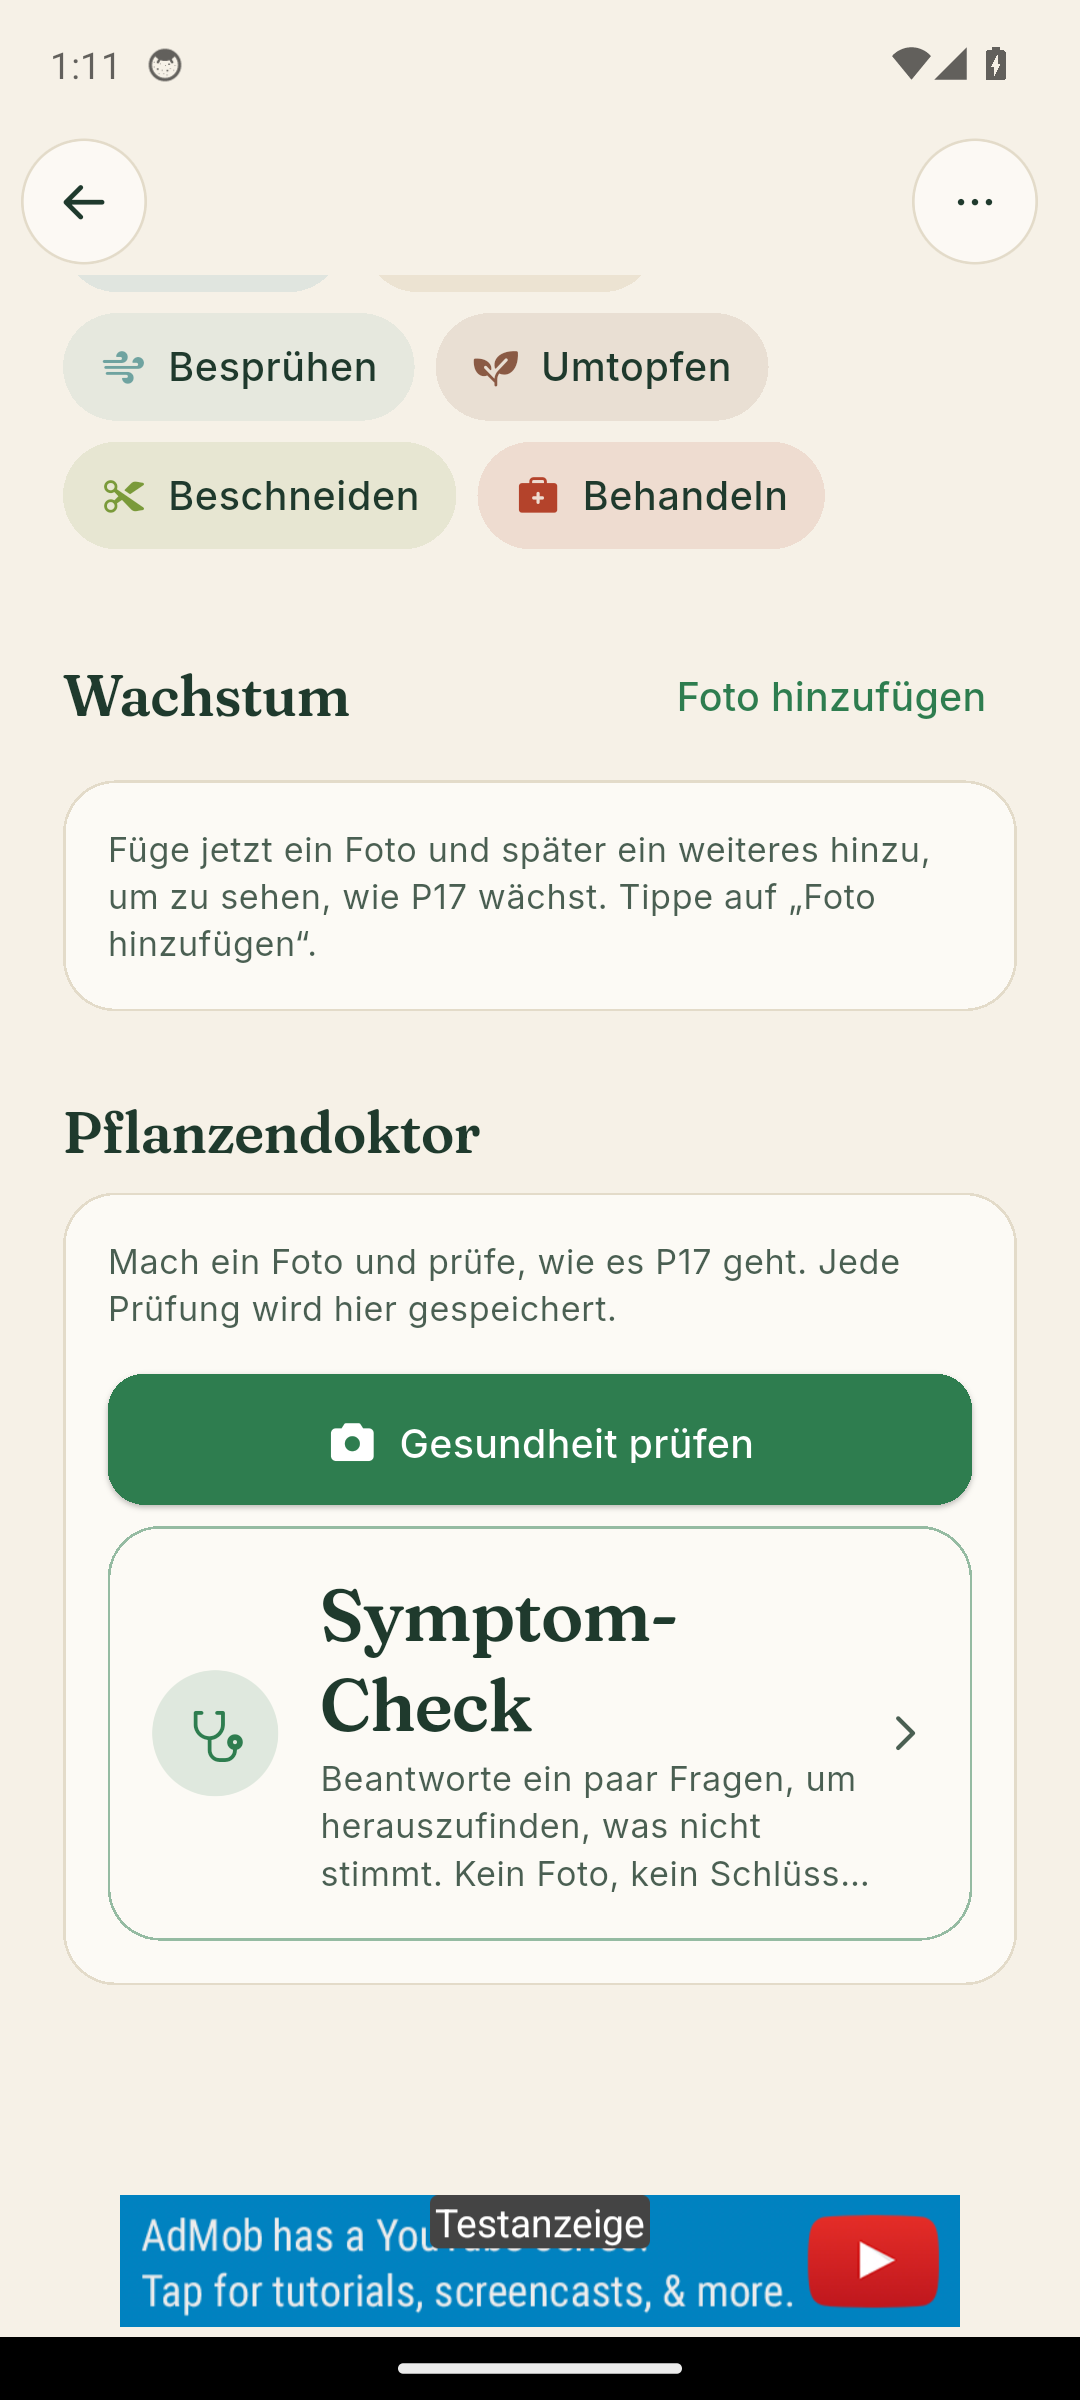 1:11
Besprühen
Umtopfen
Beschneiden
Behandeln
Wachstum
Foto hinzufügen
Füge jetzt ein Foto und später ein weiteres hinzu,
um zu sehen, wie P17 wächst. Tippe auf „Foto
hinzufügen“.
Pflanzendoktor
Mach ein Foto und prüfe, wie es P17 geht. Jede
Prüfung wird hier gespeichert.
Gesundheit prüfen
Symptom-
Check
Beantworte ein paar Fragen, um
herauszufinden, was nicht
stimmt. Kein Foto, kein Schlüss...
Testanzeige
AdMob has a
Tap for tutorials, screencasts, & more.